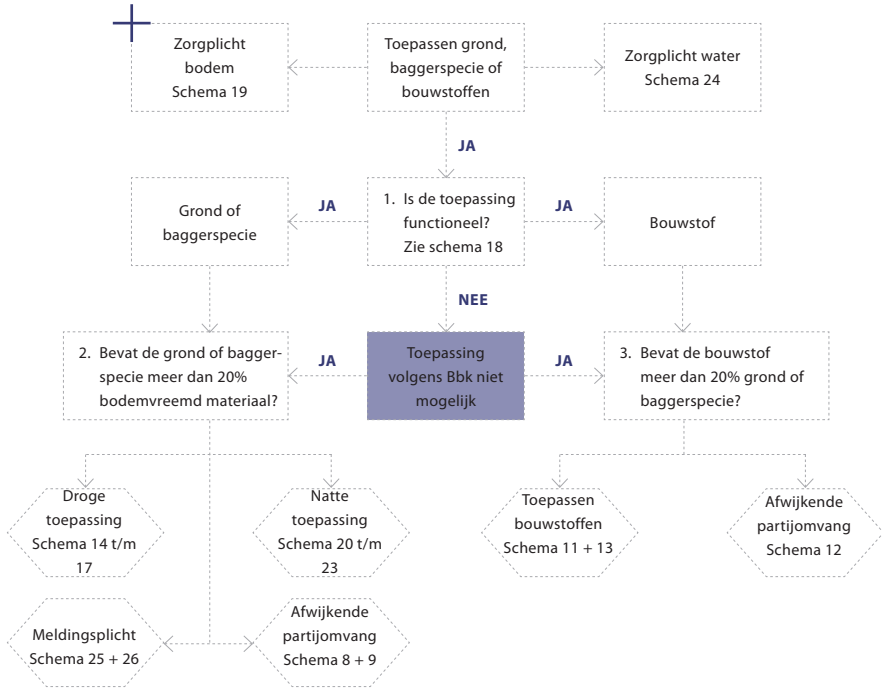 Zorgplicht
bodem
Schema 19
Toepassen grond,
baggerspecie of
bouwstoffen
Zorgplicht water
Schema 24
JA
Grond of
baggerspecie
JA
1. Is de toepassing
functioneel?
Zie schema 18
JA
Bouwstof
NEE
2. Bevat de grond of bagger-
specie meer dan 20%
bodemvreemd materiaal?
JA
Toepassing
volgens Bbk niet
mogelijk
JA
3. Bevat de bouwstof
meer dan 20% grond of
baggerspecie?
Droge
toepassing
Schema 14 t/m
17
Natte
toepassing
Schema 20 t/m
23
Toepassen
bouwstoffen
Schema 11 + 13
Afwijkende
partijomvang
Schema 12
Meldingsplicht
Schema 25 + 26
Afwijkende
partijomvang
Schema 8 + 9